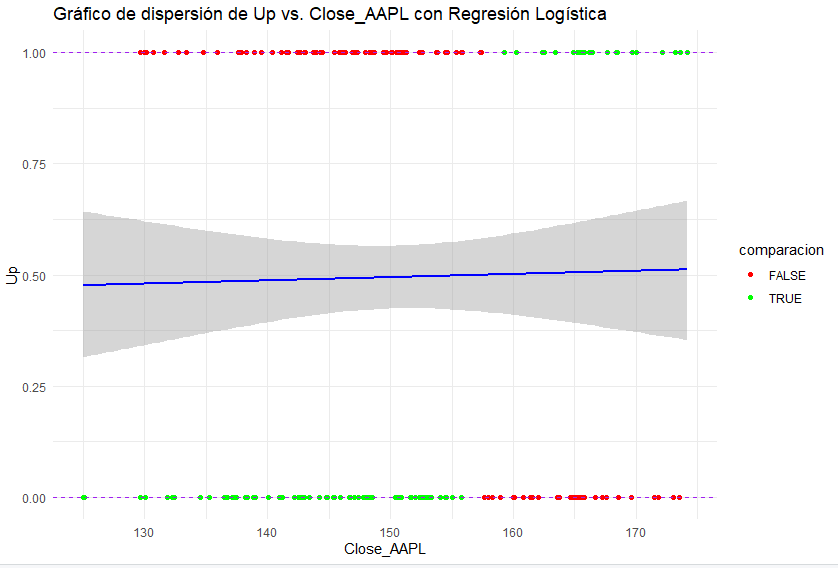 Gráfico de dispersión de Up vs. Close_AAPL con Regresión Logística
1.00
0.75
0.50
0.25
0.00
Up
130 140 150 160 170
Close_AAPL
comparacion
FALSE
TRUE